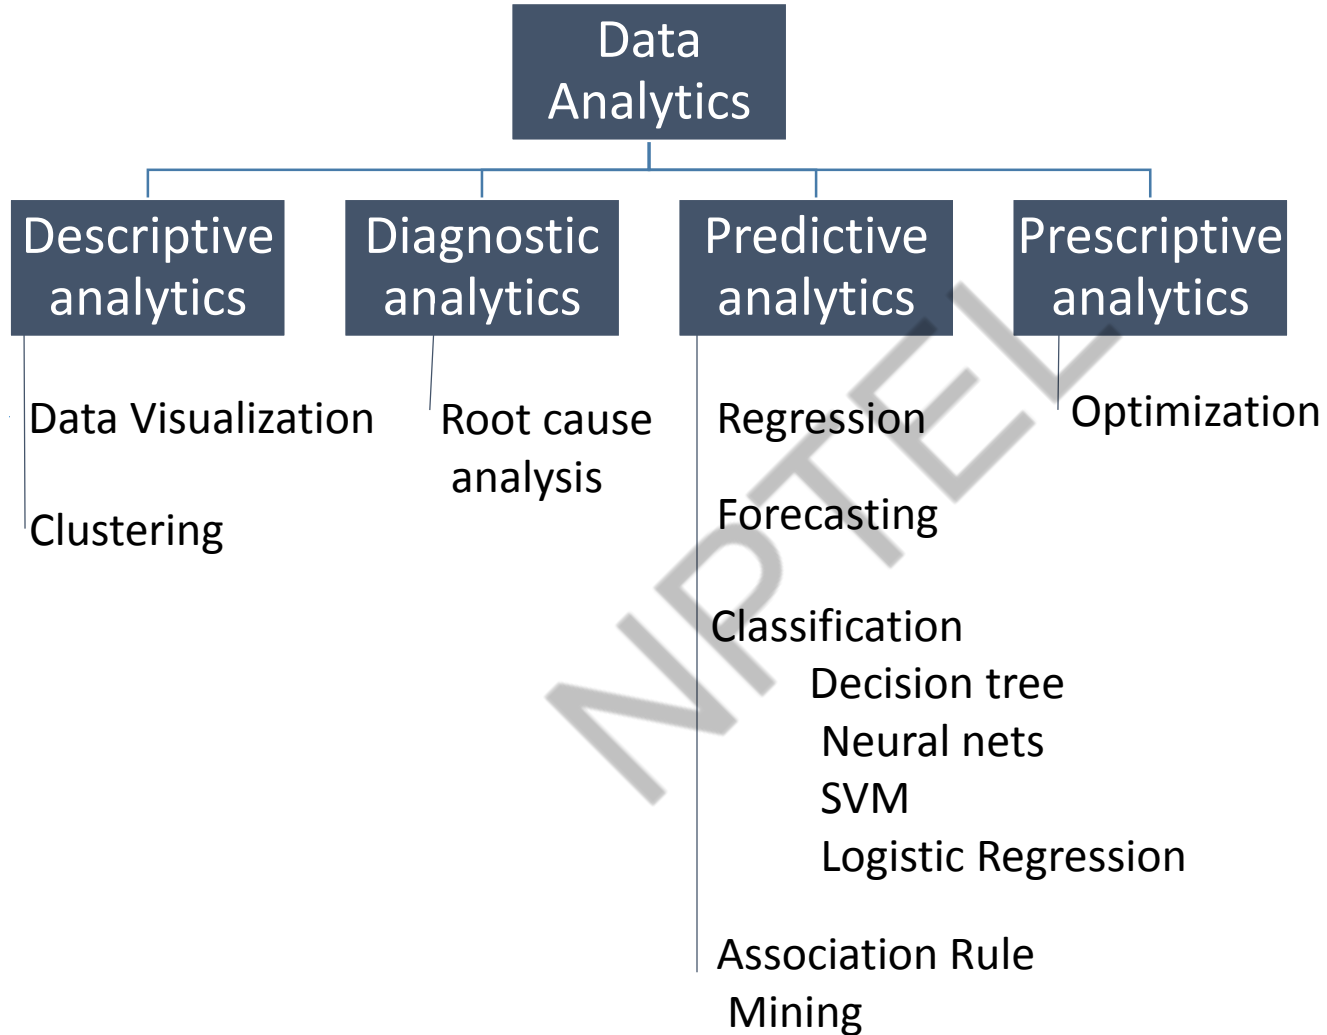 Data
Analytics
Descriptive
analytics
Diagnostic
analytics
Predictive
analytics
Prescriptive
analytics
Data Visualization
Clustering
Root cause
analysis
Regression
Forecasting
Classification
Decision tree
Neural nets
SVM
Logistic Regression
Association Rule
Mining
Optimization
NPTEL